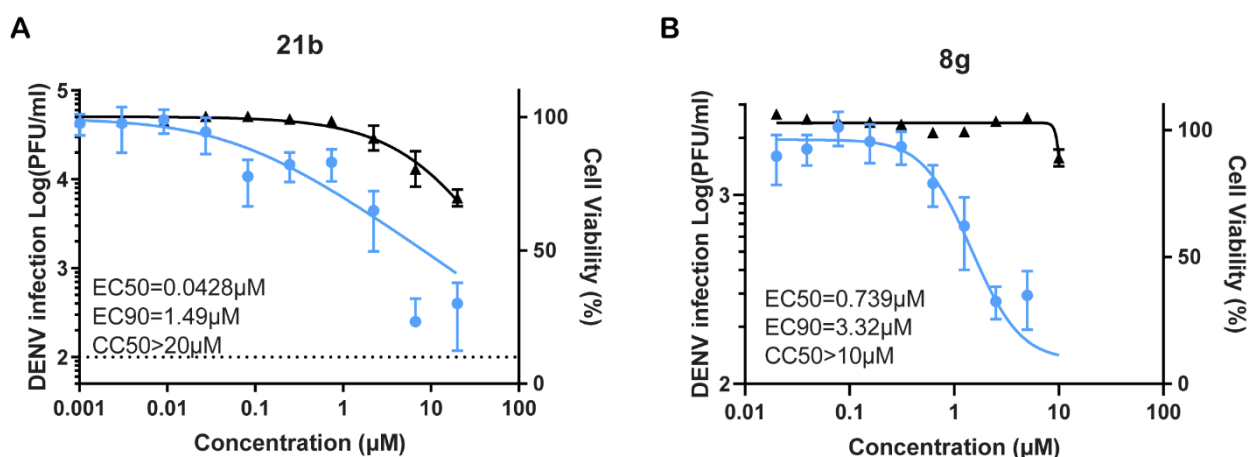 A
21b
DENV infection Log(PFU/ml)
5
4
3
2
EC50=0.0428µM
EC90=1.49µM
CC50>20µM
100
50
0
Cell Viability (%)
0.001
0.01
0.1
1
10
100
Concentration (µM)
B
8g
DENV infection Log(PFU/ml)
3
2
EC50=0.739µM
EC90=3.32µM
CC50>10µM
100
50
0
Cell Viability (%)
0.01
0.1
1
10
100
Concentration (µM)